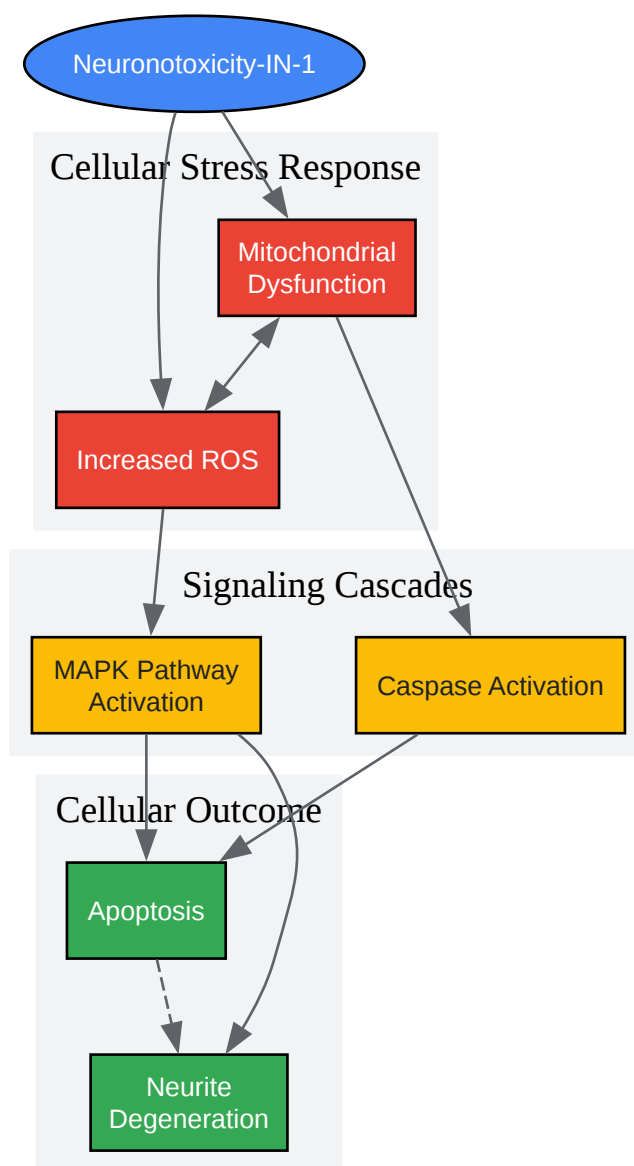 Neuronotoxicity-IN-1
Cellular Stress Response
Mitochondrial
Dysfunction
Increased ROS
Signaling Cascades
MAPK Pathway
Activation
Caspase Activation
Cellular Outcome
Apoptosis
Neurite
Degeneration